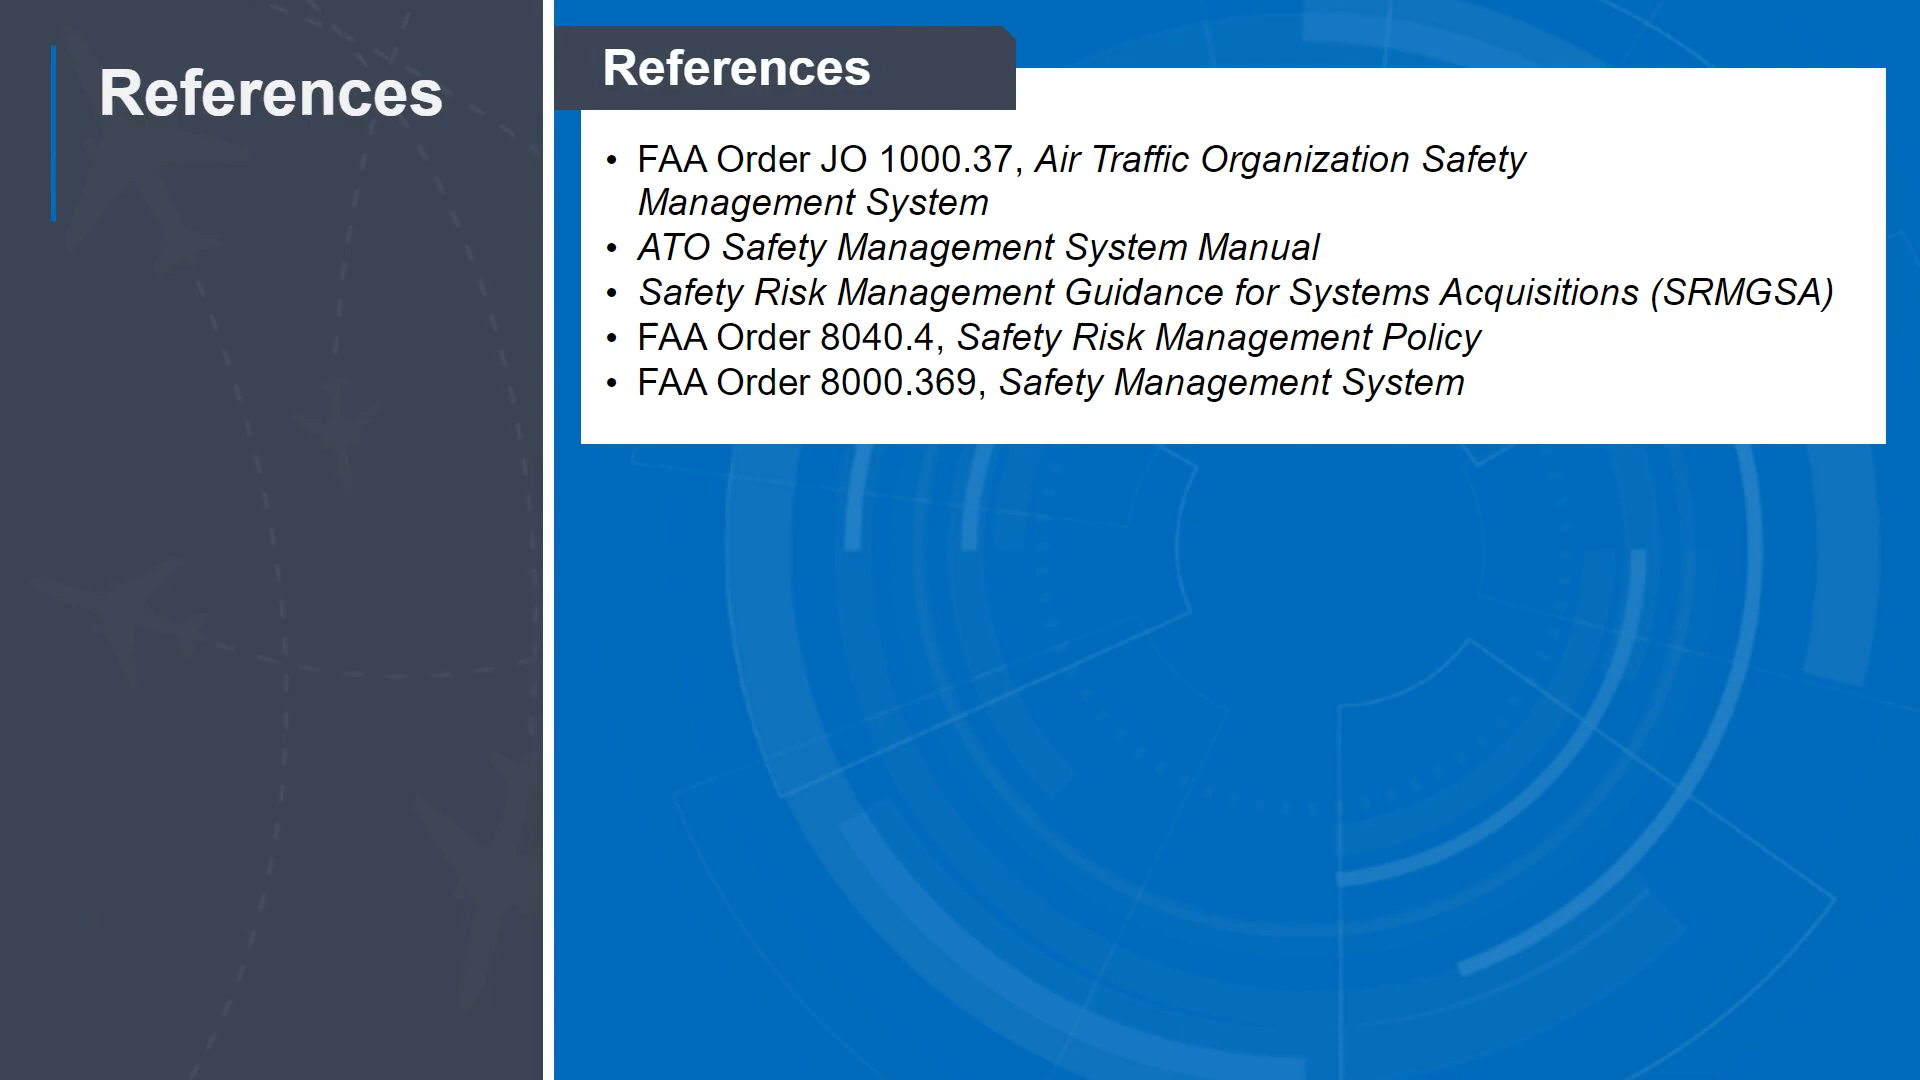 References
References
• FAA Order JO 1000.37, Air Traffic Organization Safety
Management System
• ATO Safety Management System Manual
• Safety Risk Management Guidance for Systems Acquisitions (SRMGSA)
• FAA Order 8040.4, Safety Risk Management Policy
• FAA Order 8000.369, Safety Management System